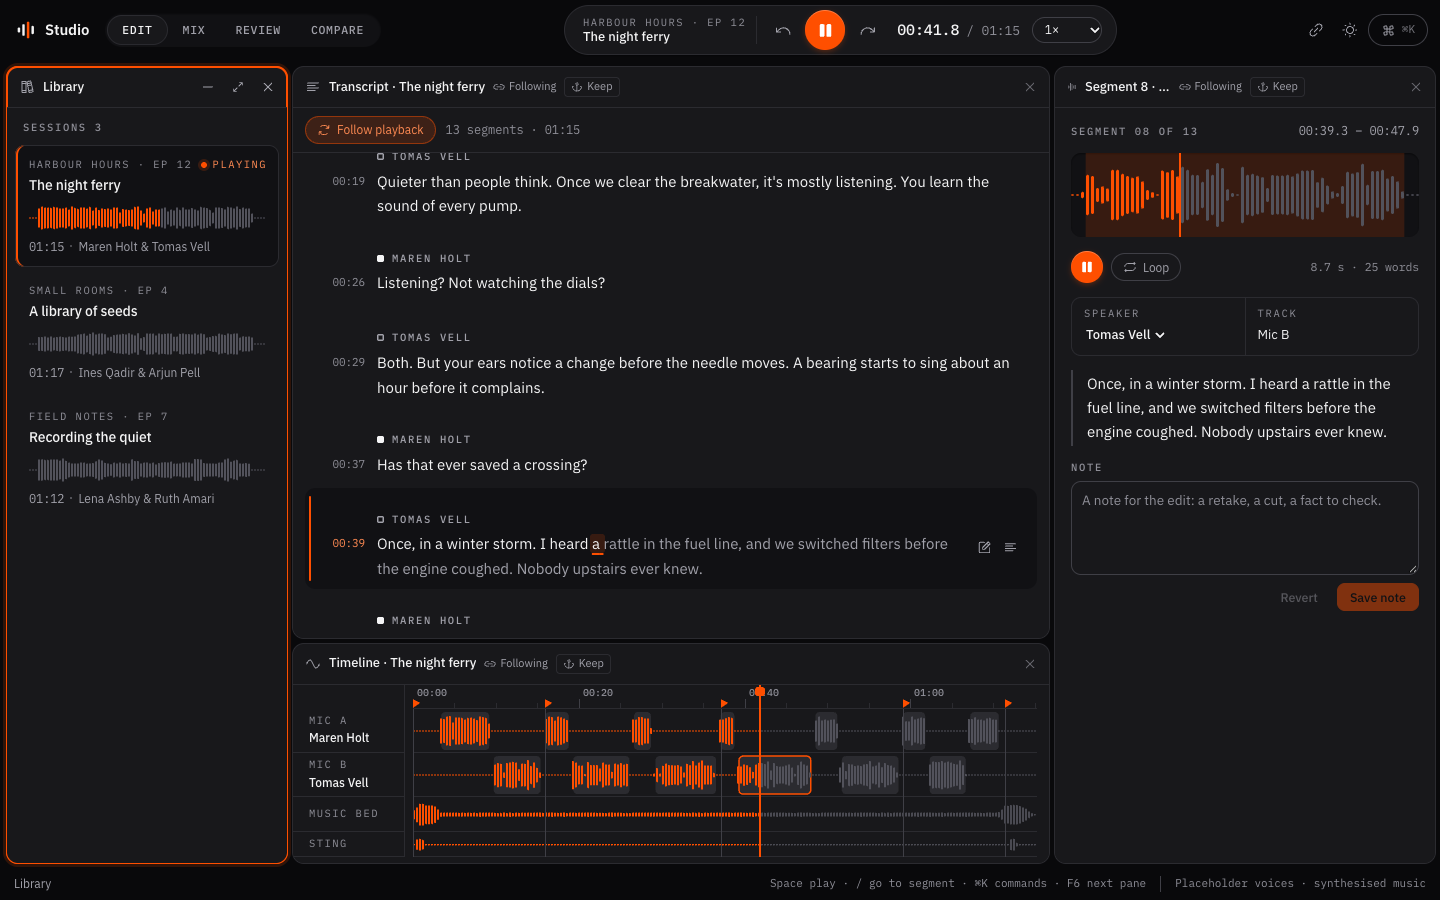 Studio
EDIT
MIX
REVIEW
COMPARE
HARBOUR HOURS · EP 12
The night ferry
00:41.8 / 01:15
1×
⌘ ⌘K
Library
SESSIONS 3
HARBOUR HOURS · EP 12
PLAYING
The night ferry
01:15 · Maren Holt & Tomas Vell
SMALL ROOMS · EP 4
A library of seeds
01:17 · Ines Qadir & Arjun Pell
FIELD NOTES · EP 7
Recording the quiet
01:12 · Lena Ashby & Ruth Amari
Transcript · The night ferry
Following
Keep
Follow playback
13 segments · 01:15
TOMAS VELL
00:19
Quieter than people think. Once we clear the breakwater, it's mostly listening. You learn the
sound of every pump.
MAREN HOLT
00:26
Listening? Not watching the dials?
TOMAS VELL
00:29
Both. But your ears notice a change before the needle moves. A bearing starts to sing about an
hour before it complains.
MAREN HOLT
00:37
Has that ever saved a crossing?
TOMAS VELL
00:39
Once, in a winter storm. I heard a rattle in the fuel line, and we switched filters before
the engine coughed. Nobody upstairs ever knew.
MAREN HOLT
Timeline · The night ferry
Following
Keep
00:00
00:20
40
01:00
MIC A
Maren Holt
MIC B
Tomas Vell
MUSIC BED
STING
Segment 8 · ...
Following
Keep
SEGMENT 08 OF 13
00:39.3 – 00:47.9
Loop
8.7 s · 25 words
SPEAKER
Tomas Vell
TRACK
Mic B
Once, in a winter storm. I heard a rattle in the
fuel line, and we switched filters before the
engine coughed. Nobody upstairs ever knew.
NOTE
A note for the edit: a retake, a cut, a fact to check.
Revert
Save note
Library
Space play · / go to segment · ⌘K commands · F6 next pane
Placeholder voices · synthesised music